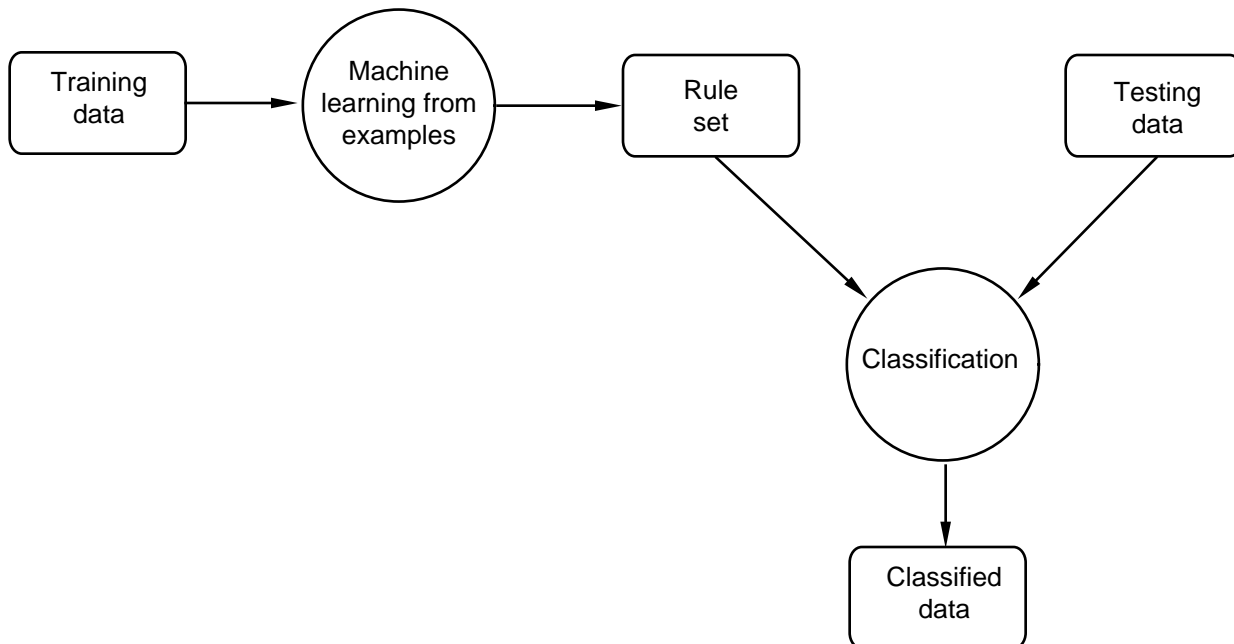 Training
data
Machine
learning from
examples
Rule
set
Testing
data
Classification
Classified
data